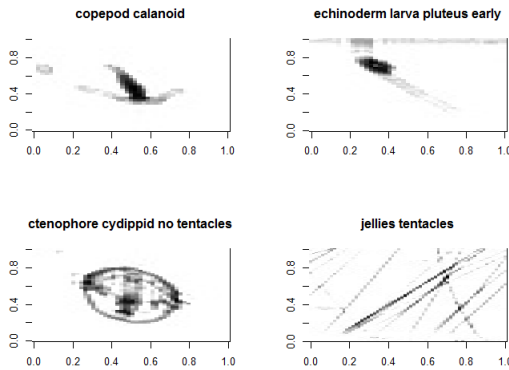 copepod calanoid
0.0 0.4 0.8
0.0 0.2 0.4 0.6 0.8 1.0
echinoderm larva pluteus early
0.0 0.4 0.8
0.0 0.2 0.4 0.6 0.8 1.0
ctenophore cydippid no tentacles
0.0 0.4 0.8
0.0 0.2 0.4 0.6 0.8 1.0
jellies tentacles
0.0 0.4 0.8
0.0 0.2 0.4 0.6 0.8 1.0